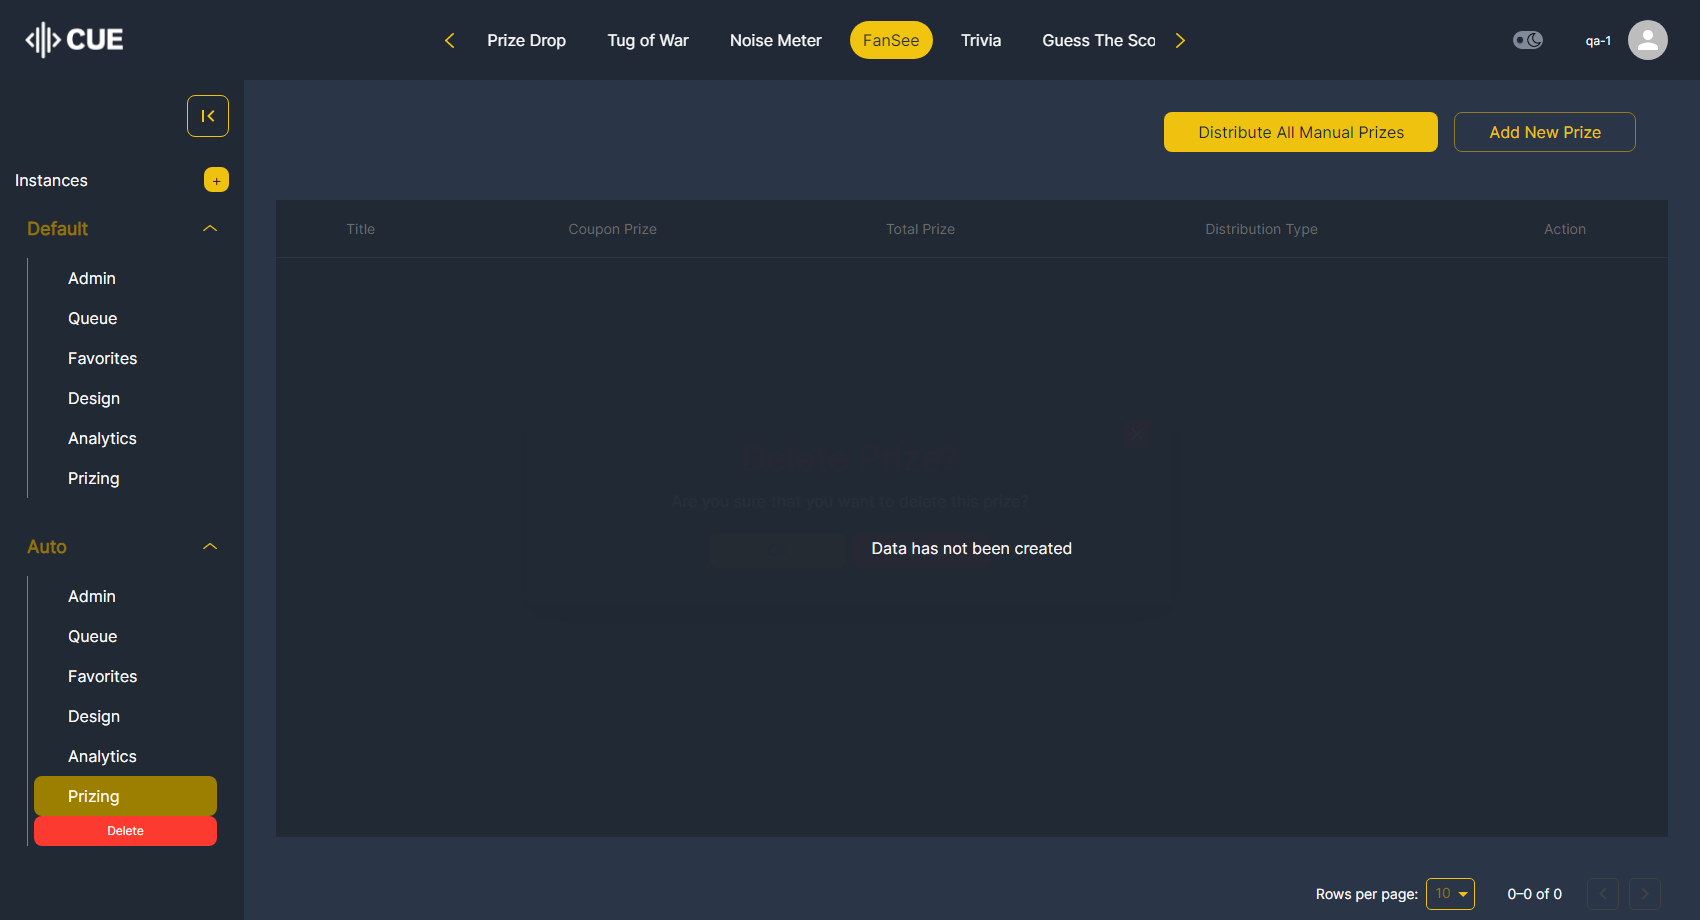 CUE
Prize Drop Tug of War Noise Meter FanSee Trivia Guess The Sco
qa-1
Distribute All Manual Prizes Add New Prize
Instances
+
Default
Admin
Queue
Favorites
Design
Analytics
Prizing
Auto
Admin
Queue
Favorites
Design
Analytics
Prizing
Delete
Title Coupon Prize Total Prize Distribution Type Action
Are you sure that you want to delete this prize?
Data has not been created
Rows per page: 10 0–0 of 0